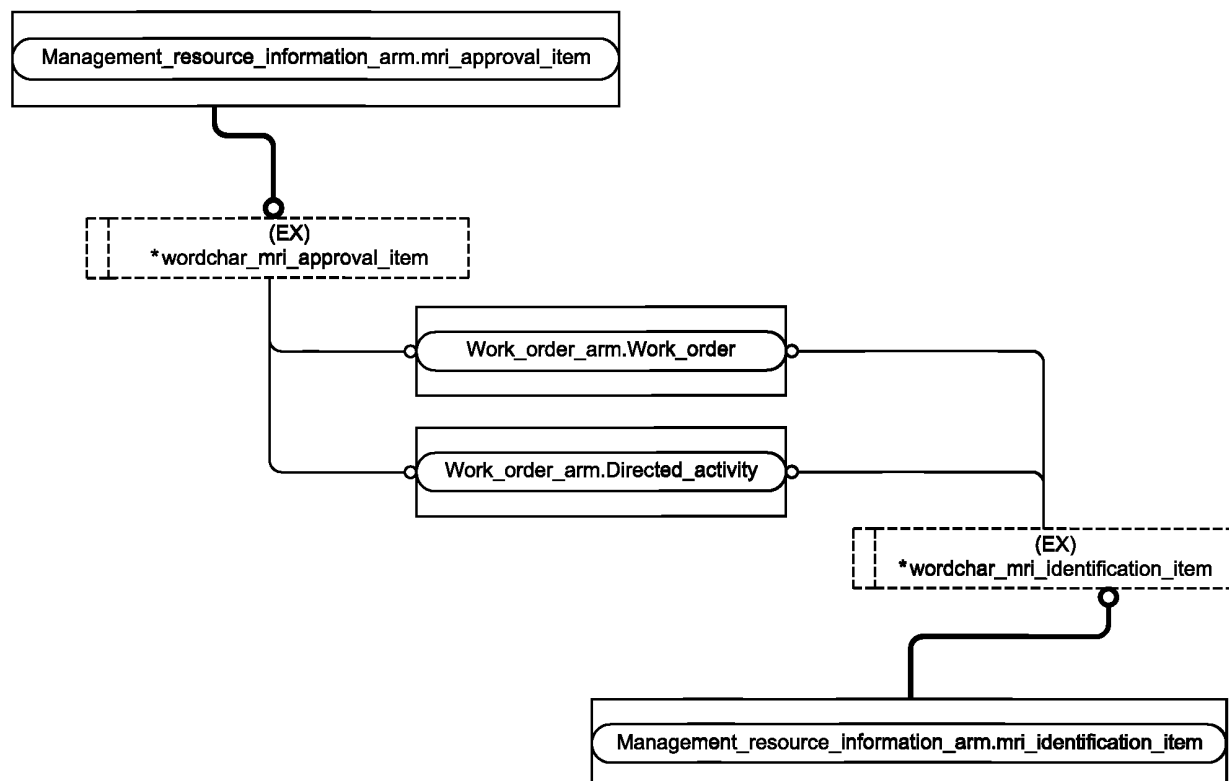 Management_resource_information_arm.mri_approval_item
(EX)
*wordchar_mri_approval_item
Work_order_arm.Work_order
Work_order_arm.Directed_activity
(EX)
*wordchar_mri_identification_item
Management_resource_information_arm.mri_identification_item